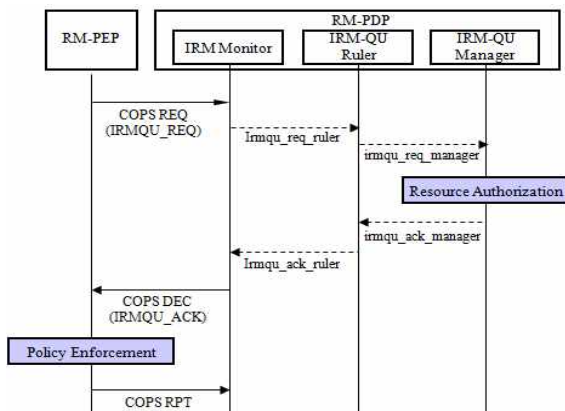 RM-PDP
RM-PEP
IRM Monitor
IRM-QU
Ruler
IRM-QU
Manager
COPS REQ
(IRMQU_REQ)
Irmqu_req_ruler
irmqu_req_manager
Resource Authorization
irmqu_ack_manager
Irmqu_ack_ruler
COPS DEC
(IRMQU_ACK)
Policy Enforcement
COPS RPT